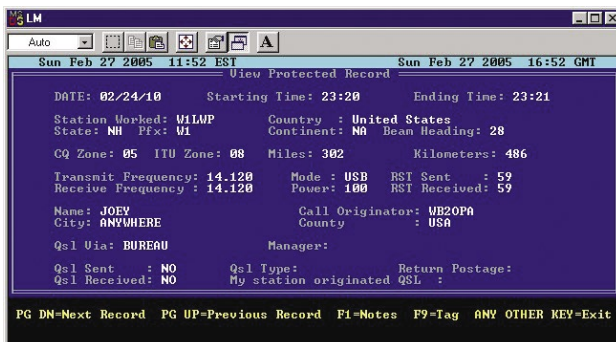 LM
Auto
A
Sun Feb 27 2005 11:52 EST Sun Feb 27 2005 16:52 GMT
View Protected Record
DATE: 02/24/10 Starting Time: 23:20 Ending Time: 23:21
Station Worked: W1LWP Country : United States
State: NH Pfx: W1 Continent: NA Beam Heading: 28
CQ Zone: 05 ITU Zone: 08 Miles: 302 Kilometers: 486
Transmit Frequency: 14.120 Mode : USB RST Sent : 59
Receive Frequency : 14.120 Power: 100 RST Received: 59
Name: JOEY Call Originator: WB2OPA
City: ANYWHERE County : USA
Qsl Via: BUREAU Manager:
Qsl Sent : NO Qsl Type: Return Postage:
Qsl Received: NO My station originated QSL :
PG DN=Next Record PG UP=Previous Record F1=Notes F9=Tag ANY OTHER KEY=Exit